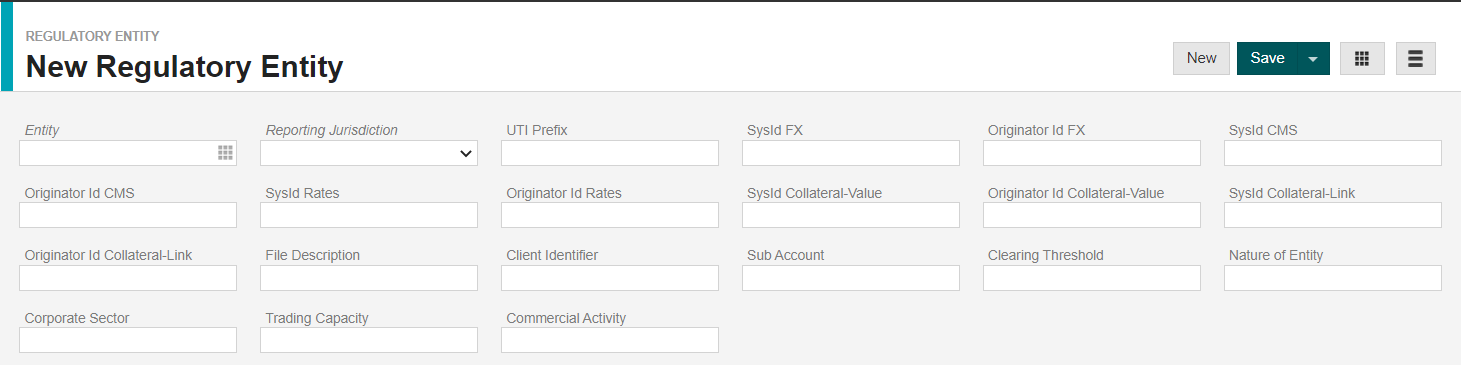 REGULATORY ENTITY
New Regulatory Entity
New Save
Entity Reporting Jurisdiction UTI Prefix SysId FX Originator Id FX SysId CMS
Originator Id CMS SysId Rates Originator Id Rates SysId Collateral-Value Originator Id Collateral-Value SysId Collateral-Link
Originator Id Collateral-Link File Description Client Identifier Sub Account Clearing Threshold Nature of Entity
Corporate Sector Trading Capacity Commercial Activity